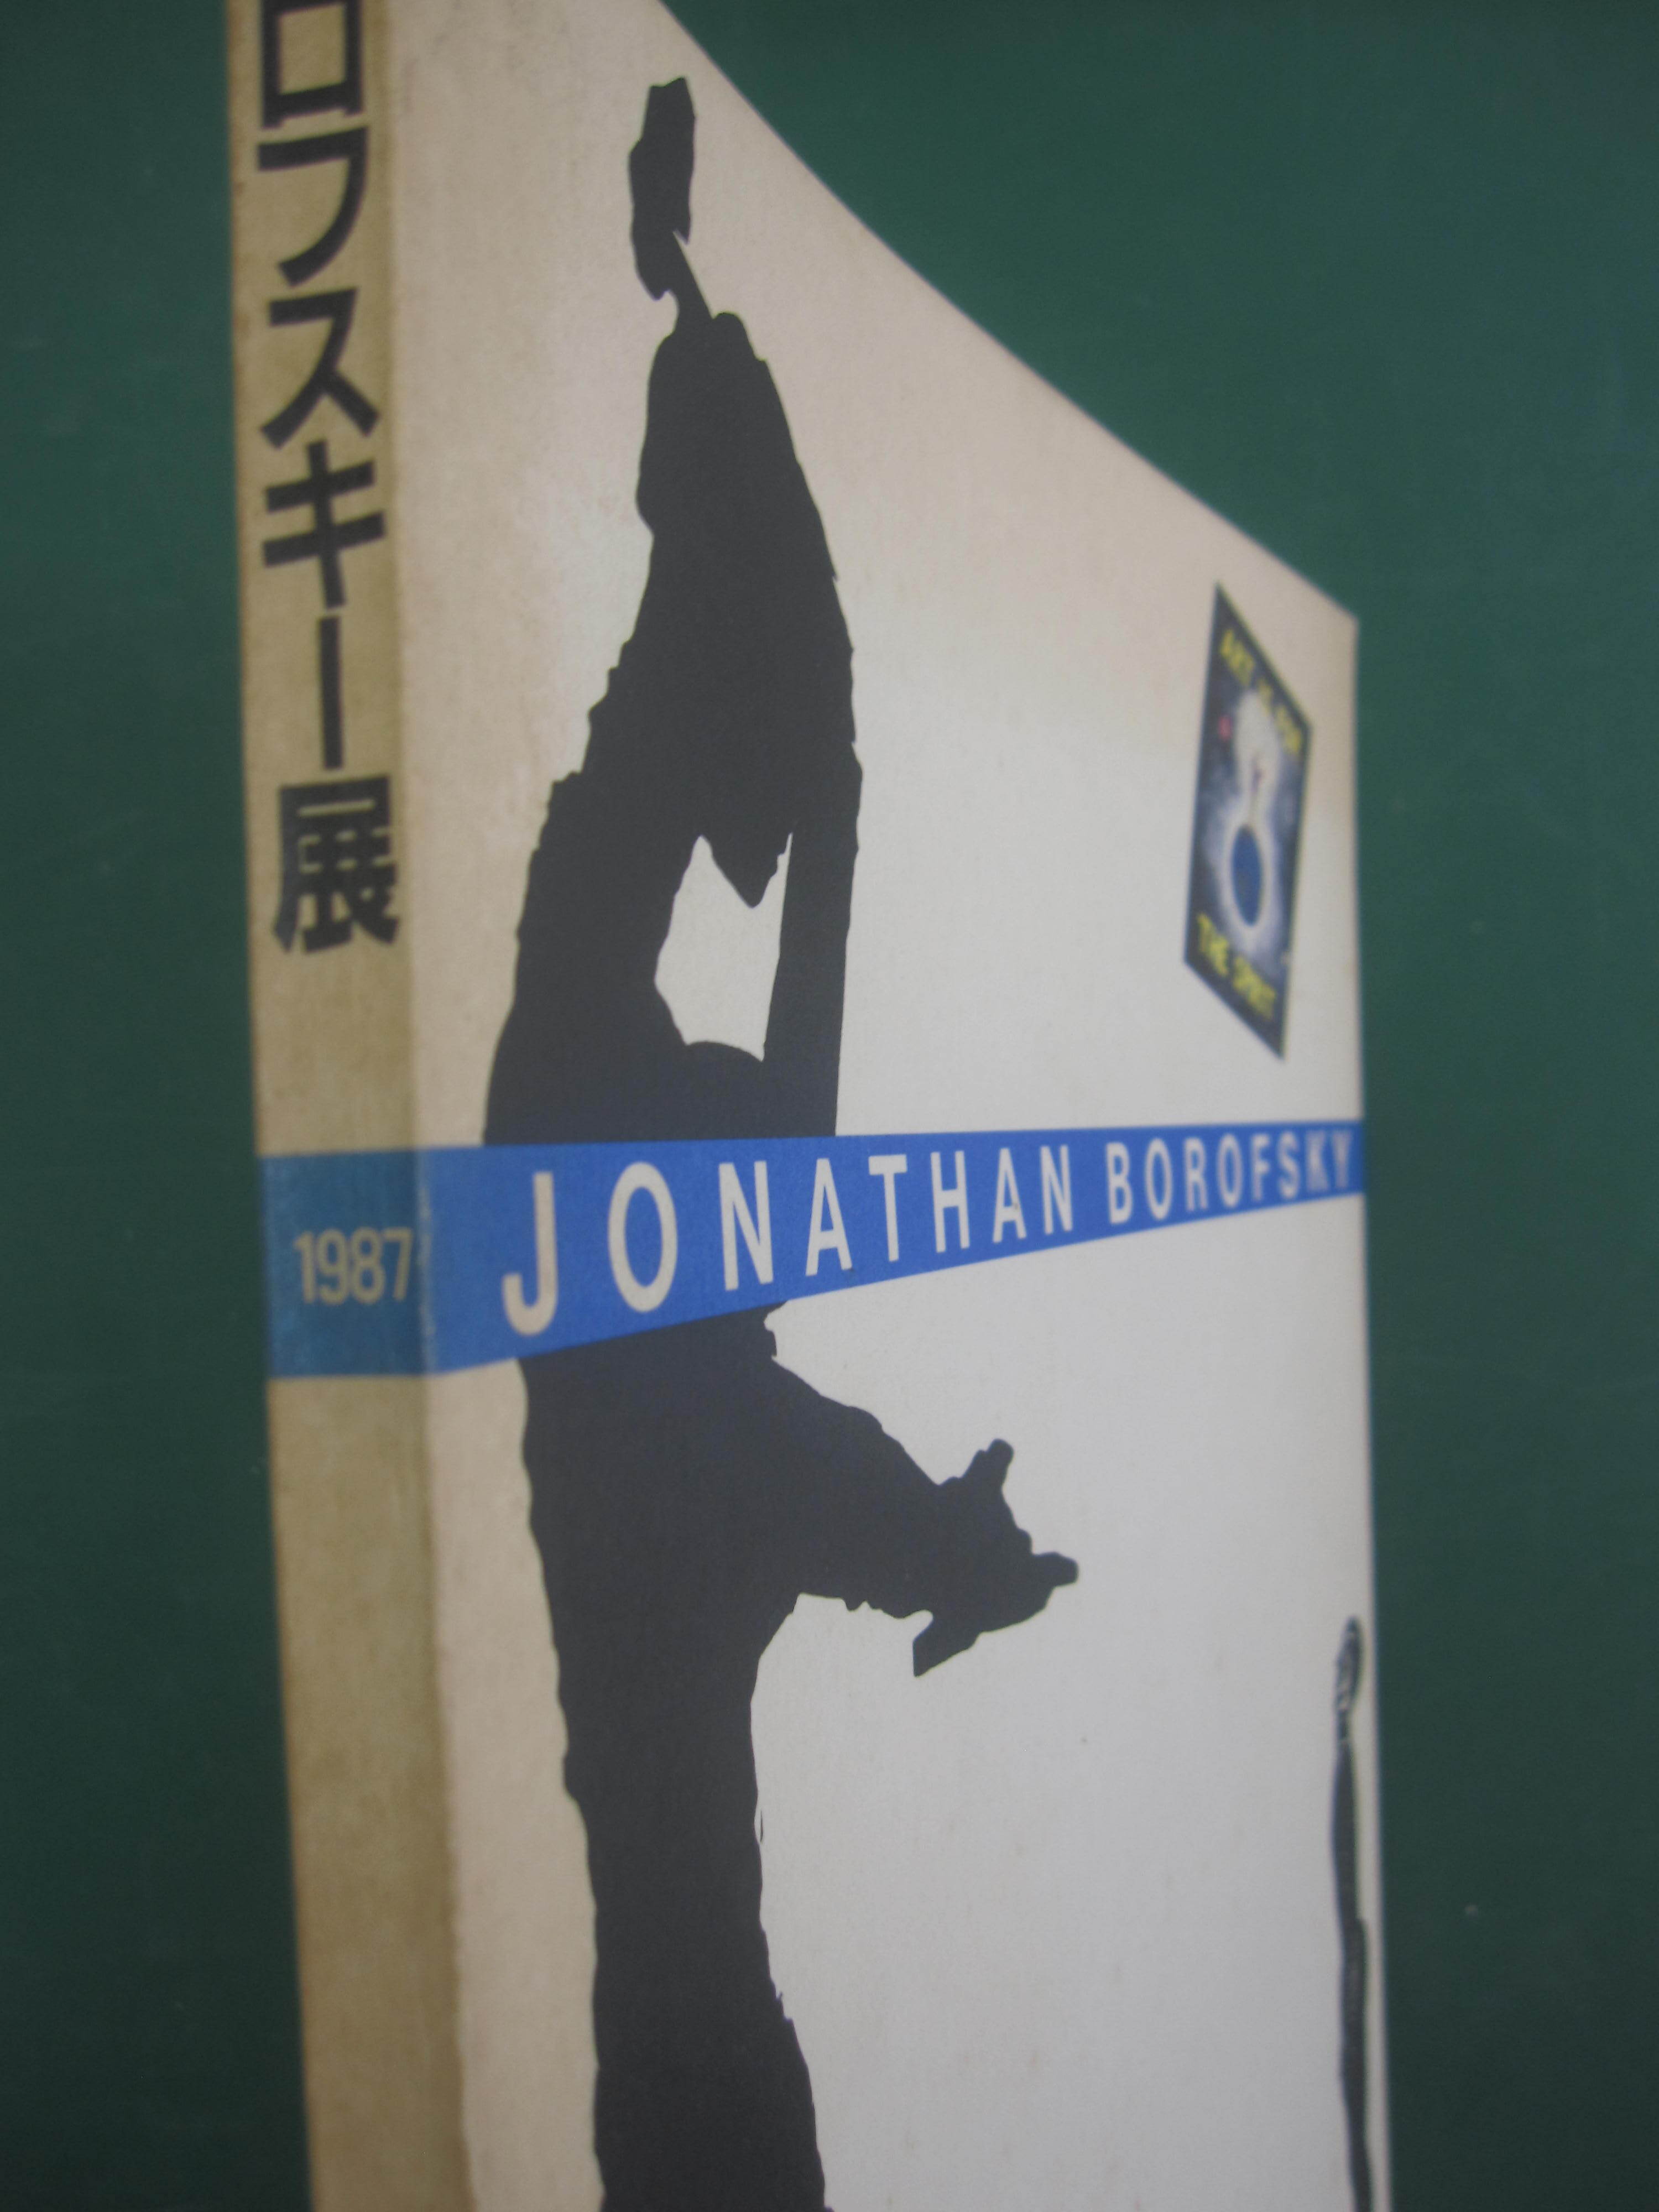 ロフスキー展
1987
JONATHAN BOROFSKY
ART IS FOR
THE SPIRIT